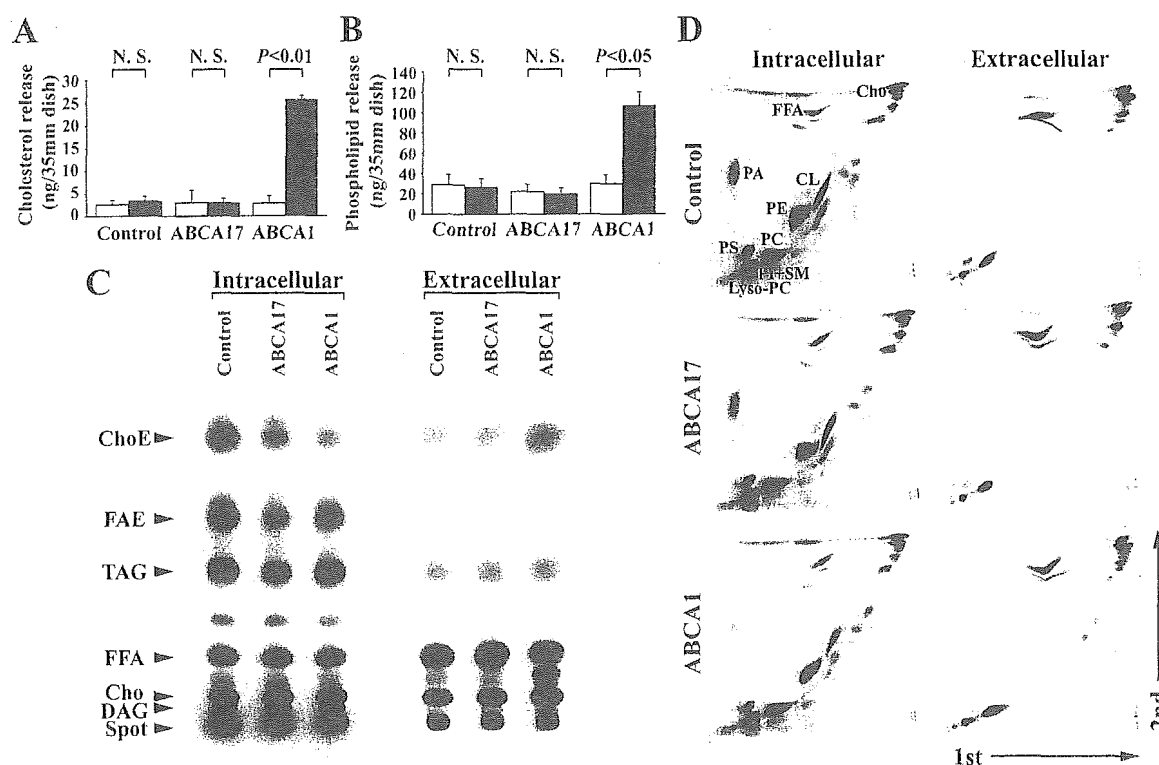 A
N. S.
N. S.
P<0.01
Cholesterol release
(ng/35mm dish)
30
25
20
15
10
5
0
Control
ABCA17
ABCA1
B
N. S.
N. S.
P<0.05
Phospholipid release
(ng/35mm dish)
140
120
100
80
60
40
20
0
Control
ABCA17
ABCA1
C
Intracellular
Extracellular
Control
ABCA17
ABCA1
Control
ABCA17
ABCA1
ChoE
FAE
TAG
FFA
Cho
DAG
Spot
D
Intracellular
Extracellular
Control
Cho
FFA
PA
CL
PE
PS
PC
PI+SM
Lyso-PC
ABCA17
ABCA1
2nd
1st